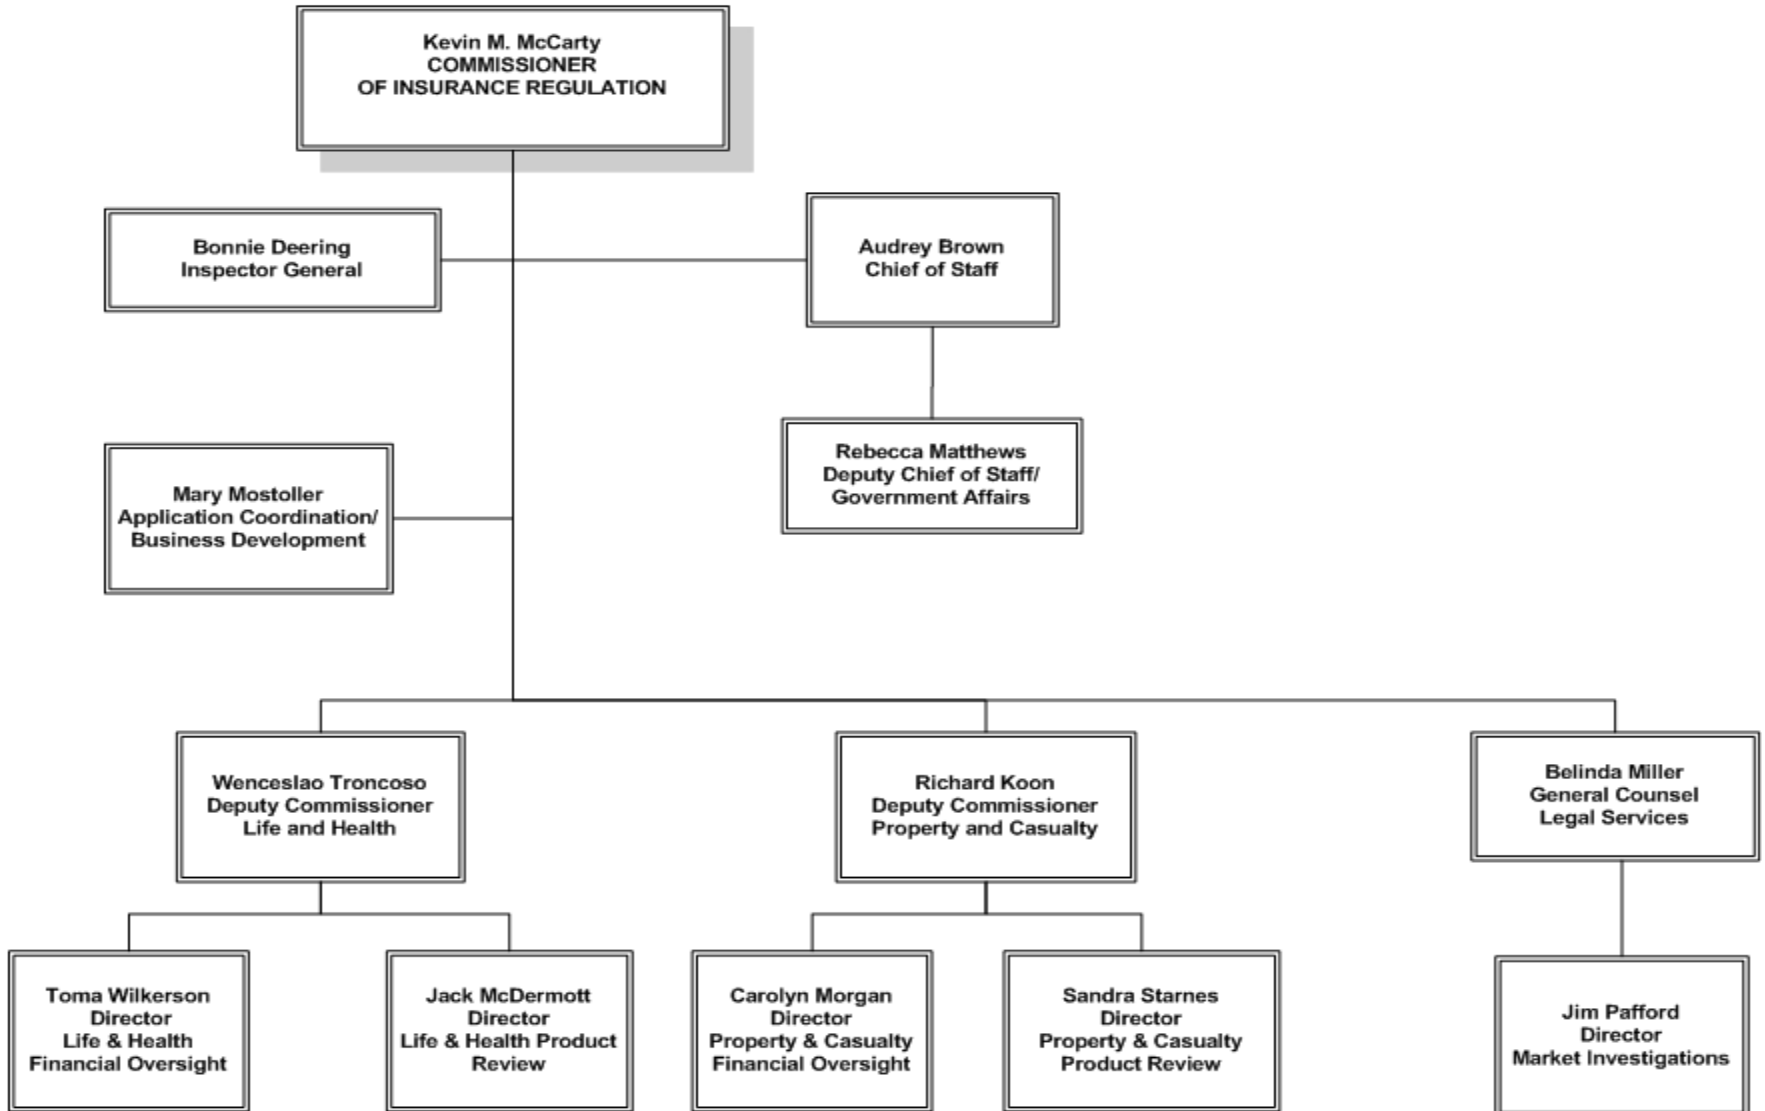 Kevin M. McCarty
COMMISSIONER
OF INSURANCE REGULATION
Bonnie Deering
Inspector General
Audrey Brown
Chief of Staff
Rebecca Matthews
Deputy Chief of Staff/
Government Affairs
Mary Mostoller
Application Coordination/
Business Development
Wenceslao Troncoso
Deputy Commissioner
Life and Health
Richard Koon
Deputy Commissioner
Property and Casualty
Belinda Miller
General Counsel
Legal Services
Toma Wilkerson
Director
Life & Health
Financial Oversight
Jack McDermott
Director
Life & Health Product
Review
Carolyn Morgan
Director
Property & Casualty
Financial Oversight
Sandra Starnes
Director
Property & Casualty
Product Review
Jim Pafford
Director
Market Investigations